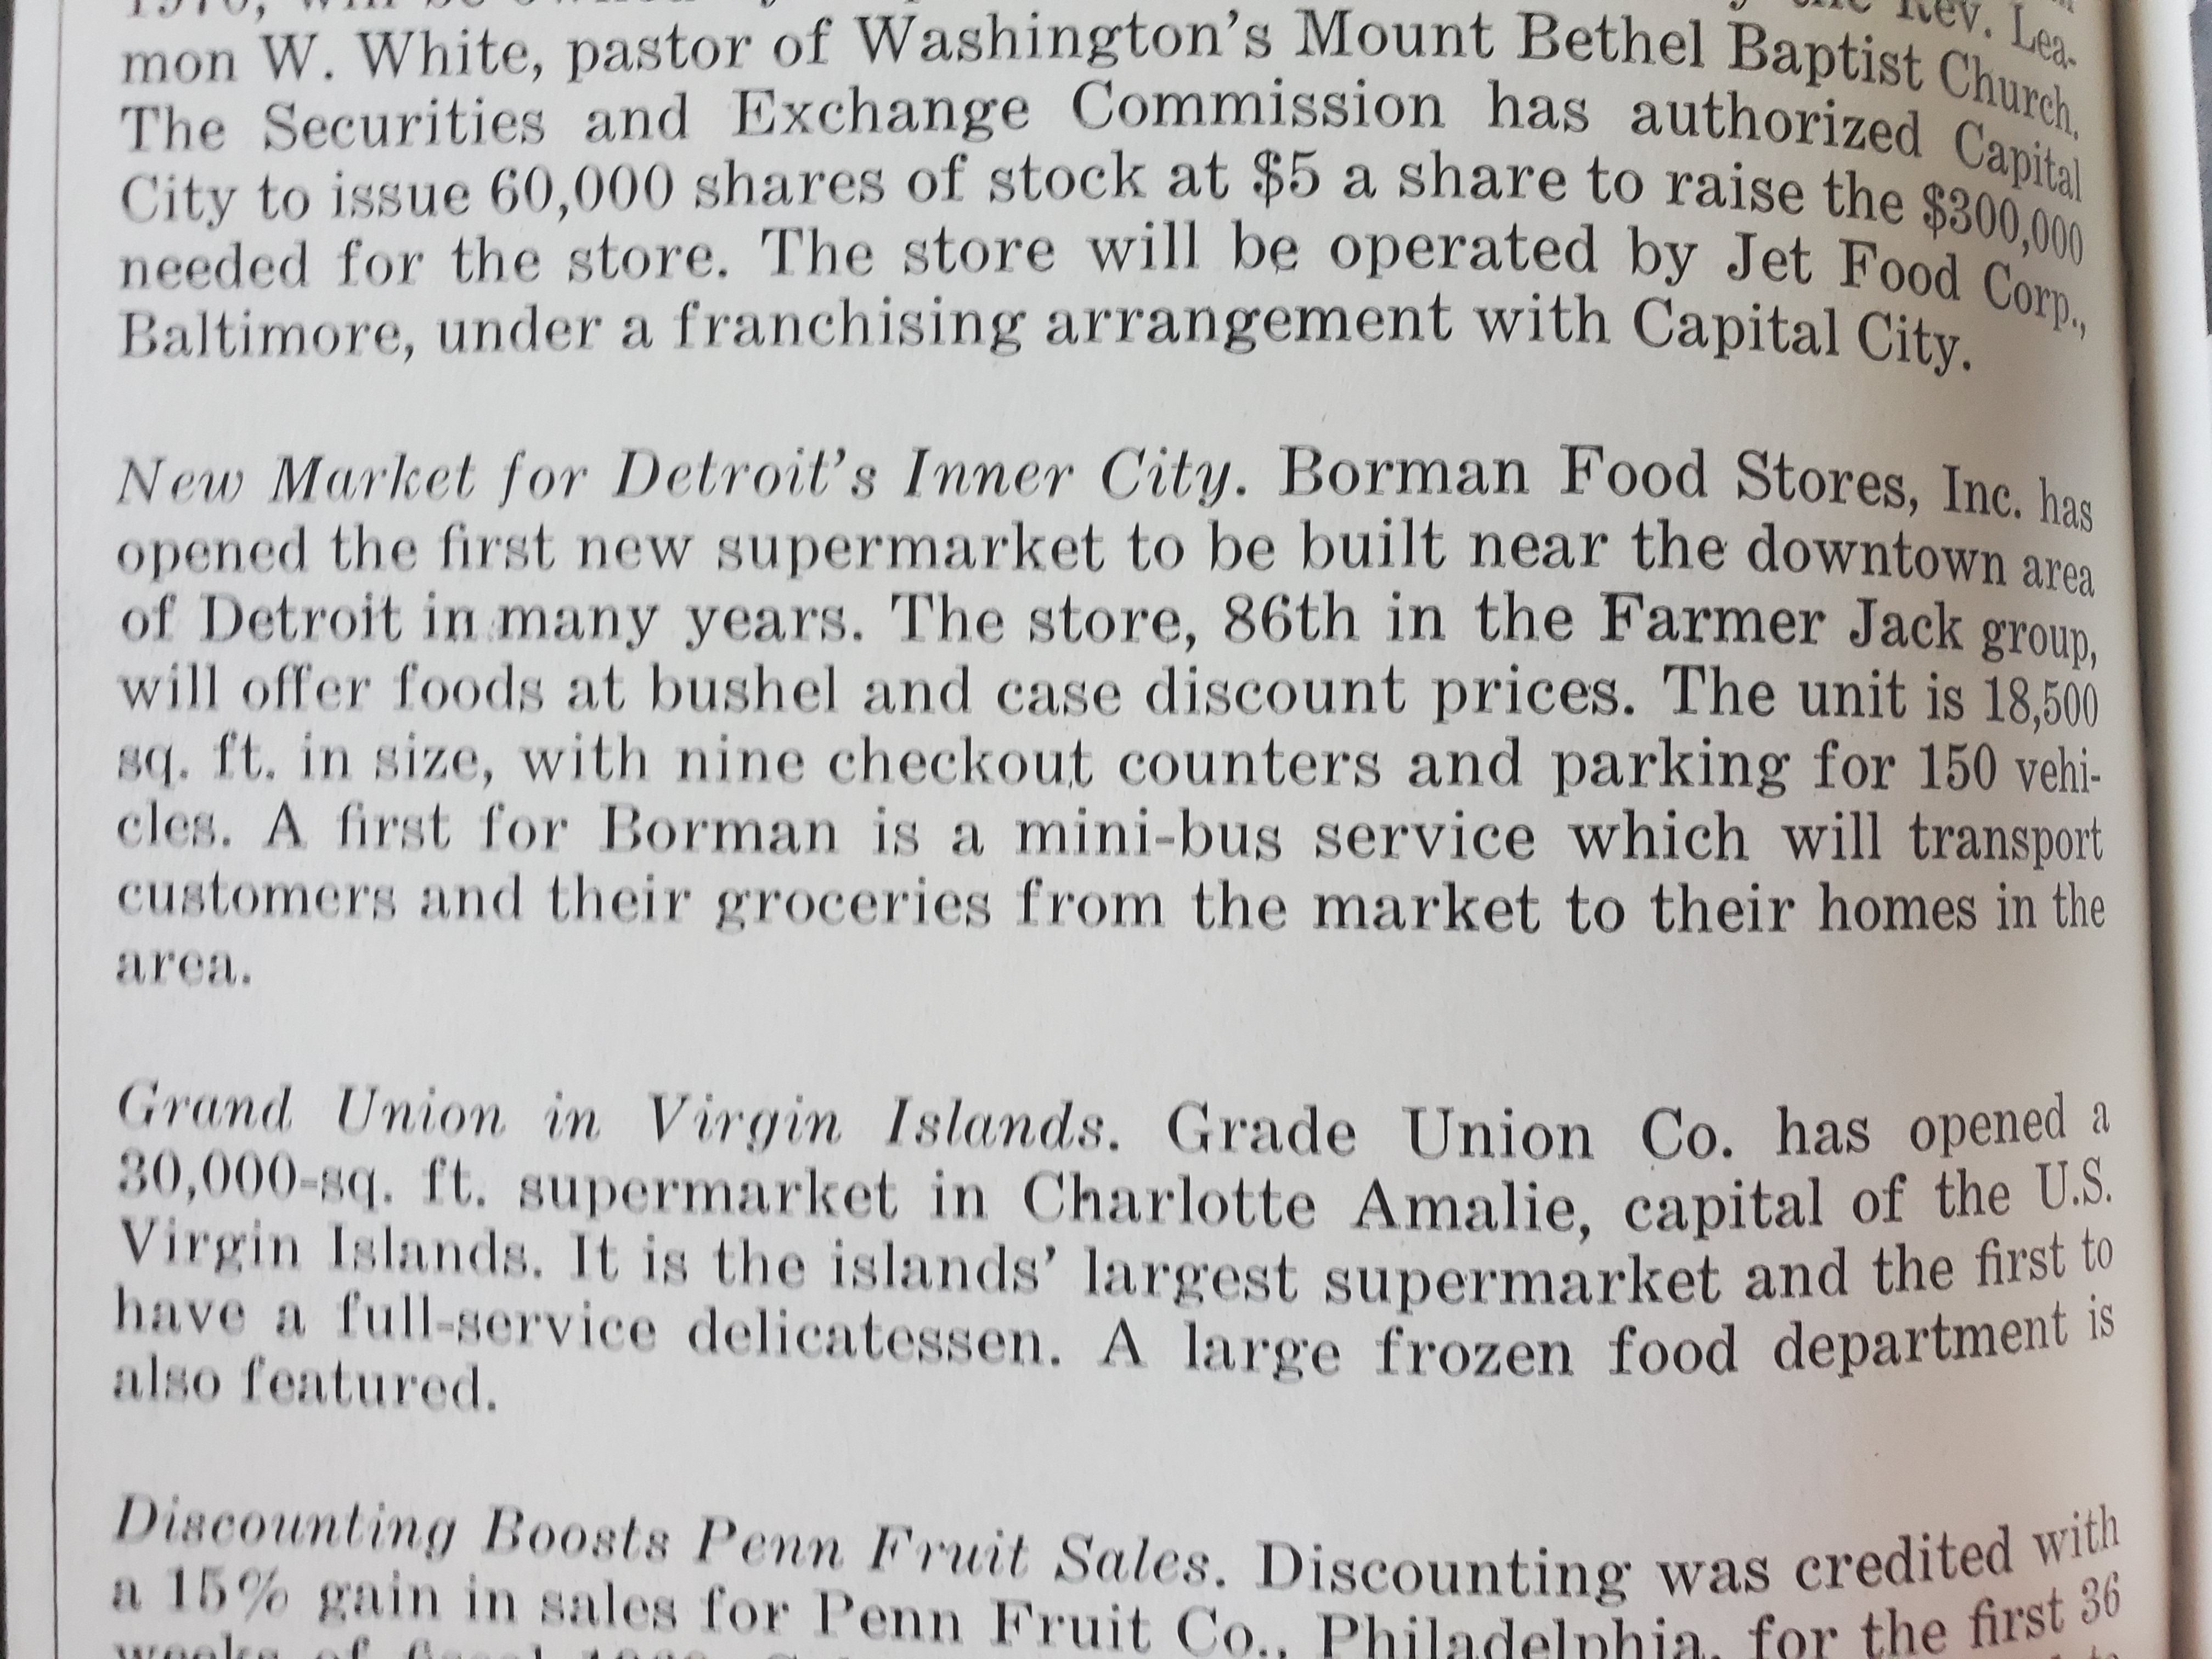 1970, will be
the Rev. Lea-
mon W. White, pastor of Washington's Mount Bethel Baptist Church.
The Securities and Exchange Commission has authorized Capital
City to issue 60,000 shares of stock at $5 a share to raise the $300,000
needed for the store. The store will be operated by Jet Food Corp.,
Baltimore, under a franchising arrangement with Capital City.
New Market for Detroit's Inner City. Borman Food Stores, Inc. has
opened the first new supermarket to be built near the downtown area
of Detroit in many years. The store, 86th in the Farmer Jack group,
will offer foods at bushel and case discount prices. The unit is 18,500
sq. ft. in size, with nine checkout counters and parking for 150 vehi-
cles. A first for Borman is a mini-bus service which will transport
customers and their groceries from the market to their homes in the
area.
Grand Union in Virgin Islands. Grade Union Co. has opened a
30,000-sq. ft. supermarket in Charlotte Amalie, capital of the U.S.
Virgin Islands. It is the islands' largest supermarket and the first to
have a full-service delicatessen. A large frozen food department is
also featured.
Discounting Boosts Penn Fruit Sales. Discounting was credited with
a 15% gain in sales for Penn Fruit Co., Philadelphia, for the first 36
weeks of fiscal